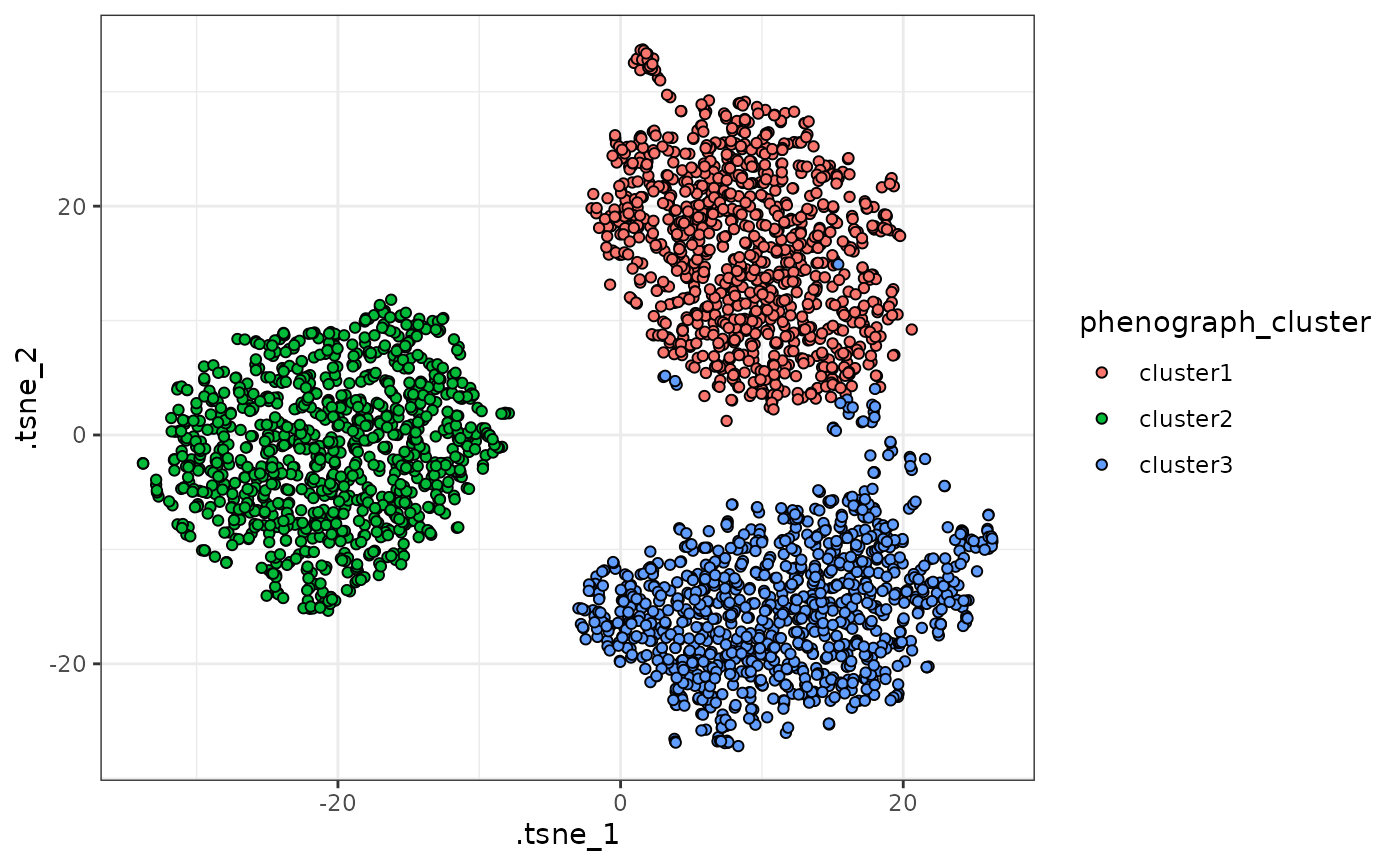 .tsne_2
20
0
-20
-20
0
20
.tsne_1
phenograph_cluster
cluster1
cluster2
cluster3